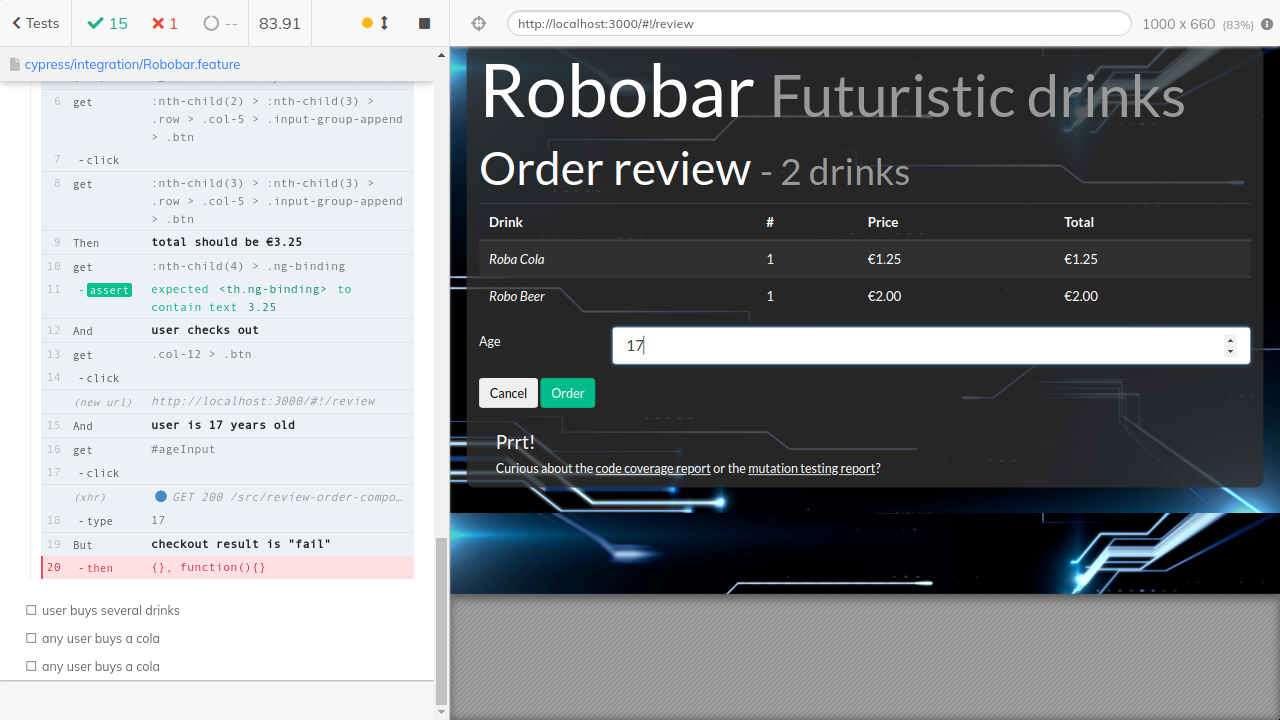 Tests
15
1
--
83.91
http://localhost:3000/#!/review
1000 x 660 (83%)
cypress/integration/Robobar.feature
6 get :nth-child(2) > :nth-child(3) >
.row > .col-5 > .input-group-append
> .btn
7 - click
8 get :nth-child(3) > :nth-child(3) >
.row > .col-5 > .input-group-append
> .btn
9 Then total should be €3.25
10 get :nth-child(4) > .ng-binding
11 - assert expected <th.ng-binding> to
contain text 3.25
12 And user checks out
13 get .col-12 > .btn
14 - click
(new url) http://localhost:3000/#!/review
15 And user is 17 years old
16 get #ageInput
17 - click
(xhr) GET 200 /src/review-order-compo…
18 - type 17
19 But checkout result is "fail"
20 - then {}, function(){}
user buys several drinks
any user buys a cola
any user buys a cola
Robobar Futuristic drinks
Order review - 2 drinks
Drink # Price Total
Roba Cola 1 €1.25 €1.25
Robo Beer 1 €2.00 €2.00
Age 17
Cancel Order
Prrt!
Curious about the code coverage report or the mutation testing report?